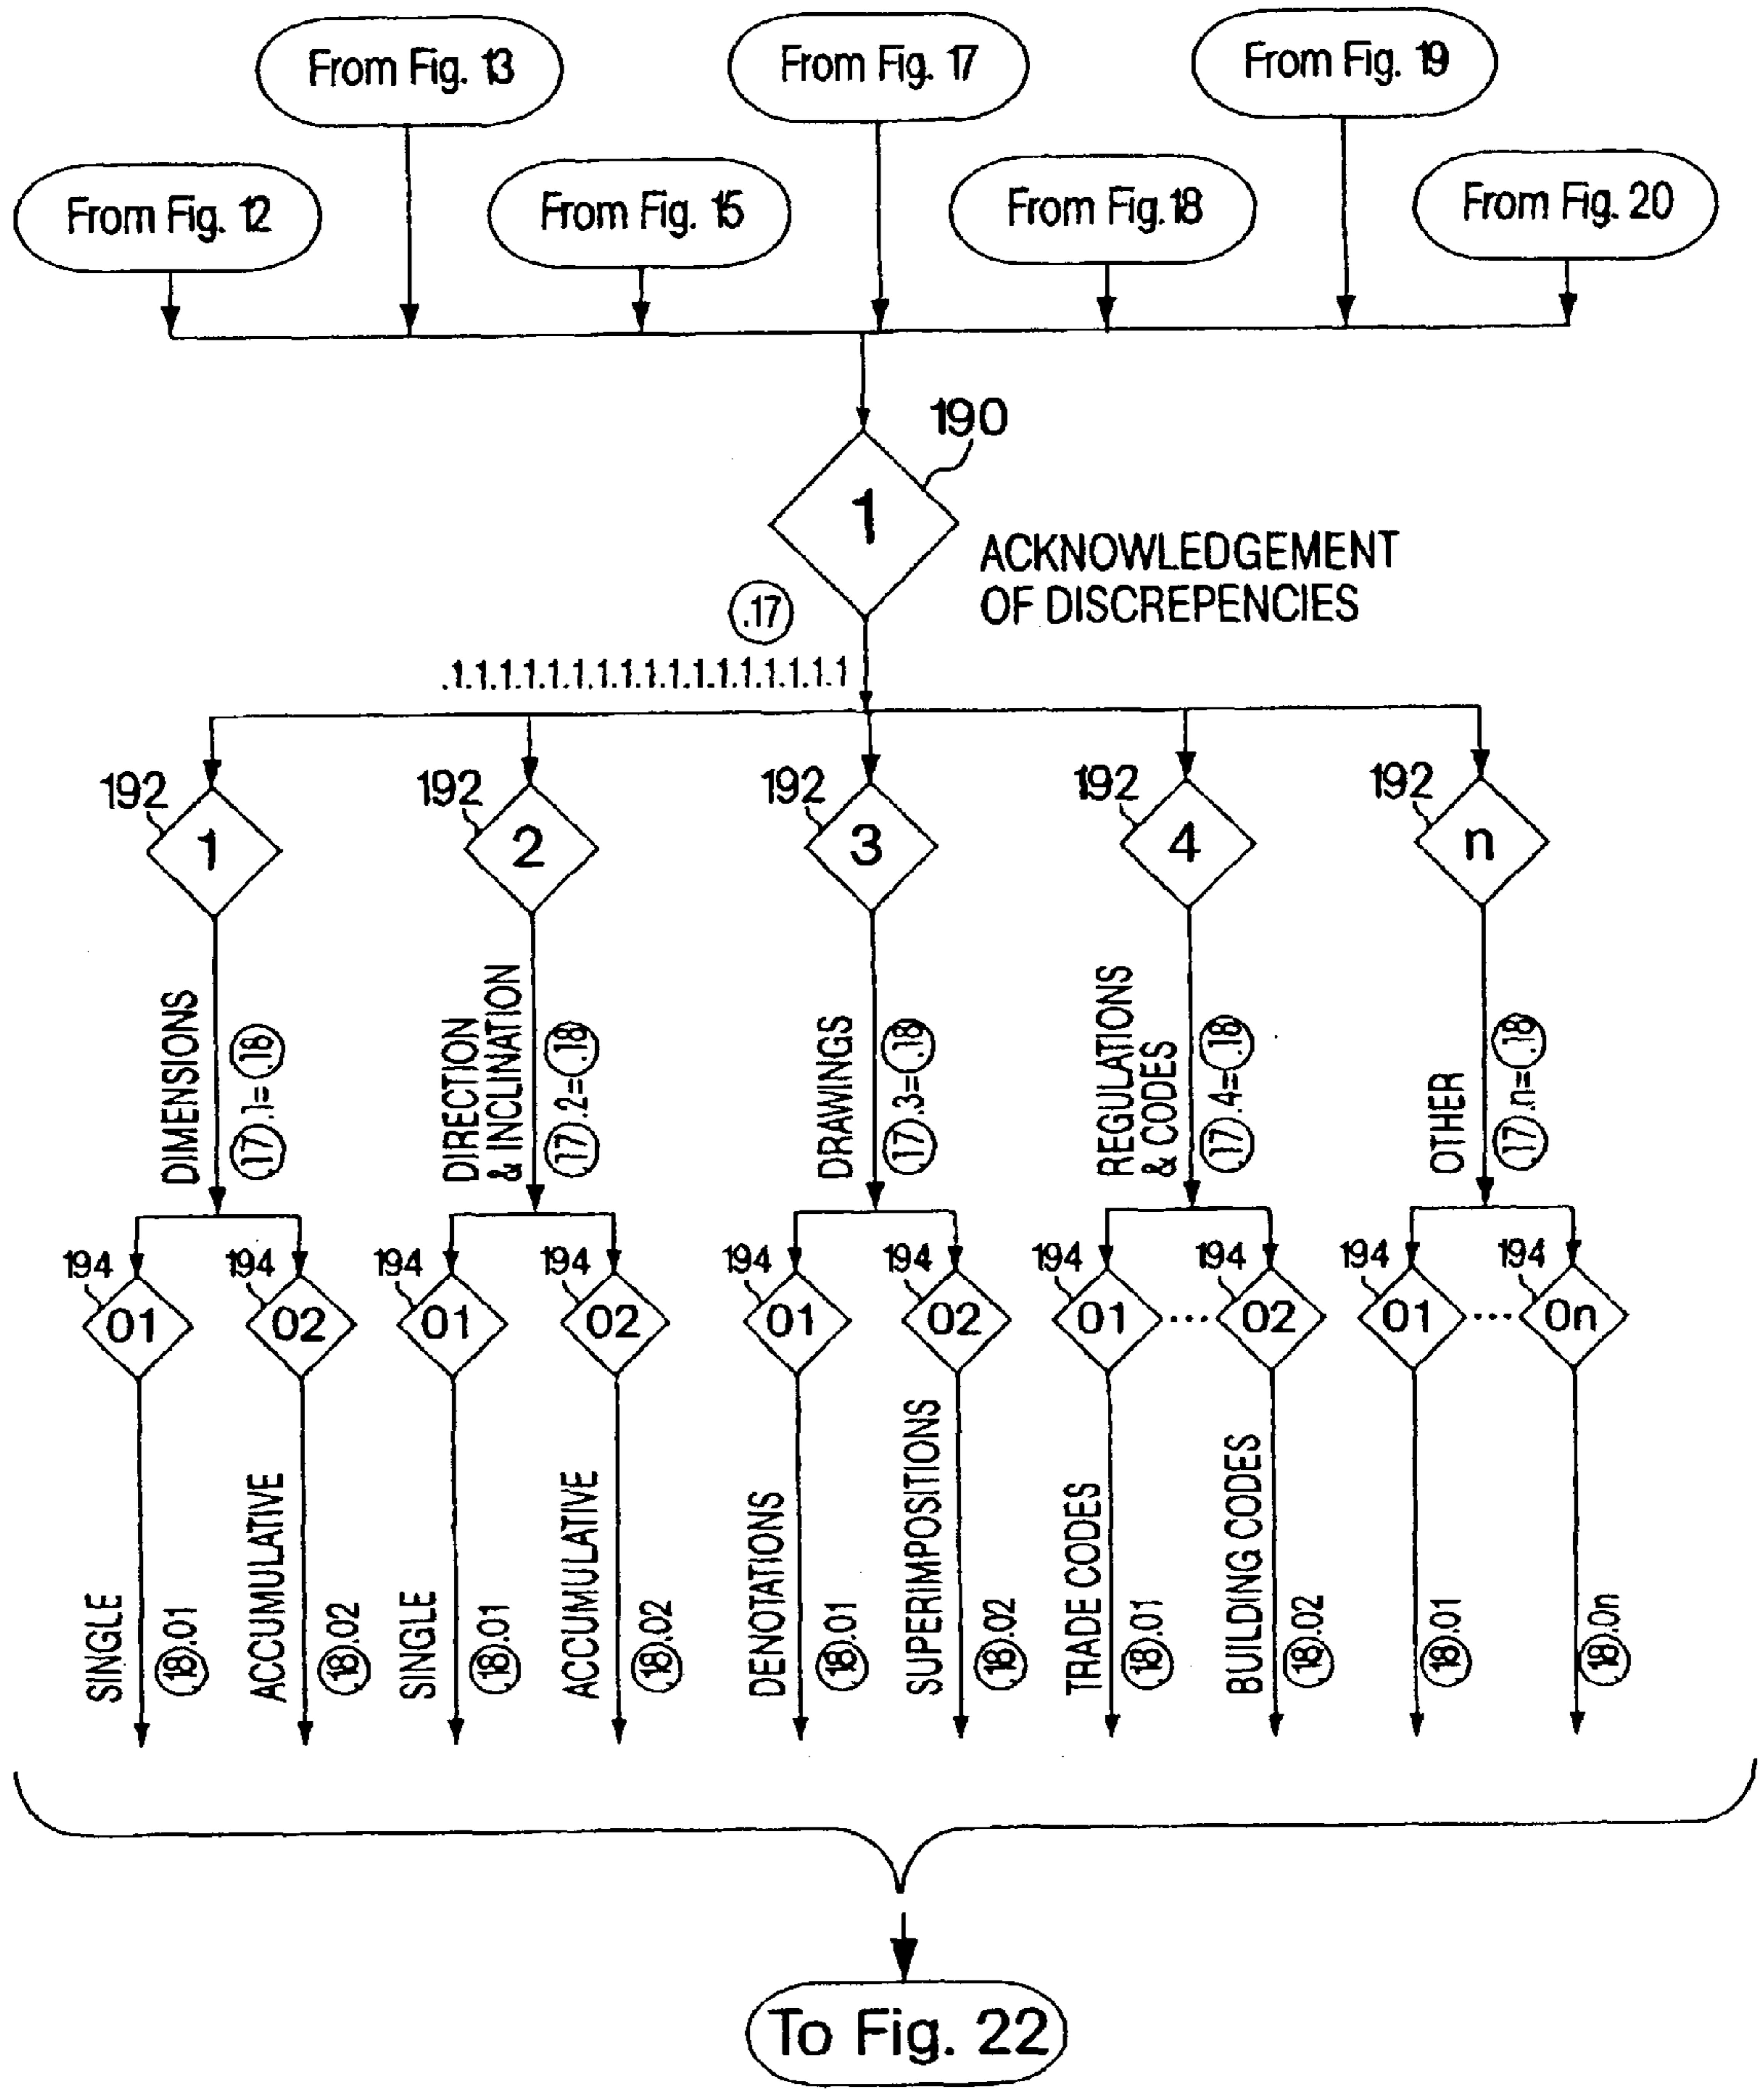 From Fig. 13
From Fig. 17
From Fig. 19
From Fig. 12
From Fig. 15
From Fig. 18
From Fig. 20
190
1
ACKNOWLEDGEMENT
OF DISCREPENCIES
.17
.1.1.1.1.1.1.1.1.1.1.1.1.1.1.1.1.1
192
1
192
2
192
3
192
4
192
n
DIMENSIONS
.17.1=.18
DIRECTION
& INCLINATION
.17.2=.18
DRAWINGS
.17.3=.18
REGULATIONS
& CODES
.17.4=.18
OTHER
.17.n=.18
194
01
194
02
194
01
194
02
194
01
194
02
194
01
....
194
02
194
01
....
194
0n
SINGLE
.18.01
ACCUMULATIVE
.18.02
SINGLE
.18.01
ACCUMULATIVE
.18.02
DENOTATIONS
.18.01
SUPERIMPOSITIONS
.18.02
TRADE CODES
.18.01
BUILDING CODES
.18.02
.18.01
.18.0n
To Fig. 22